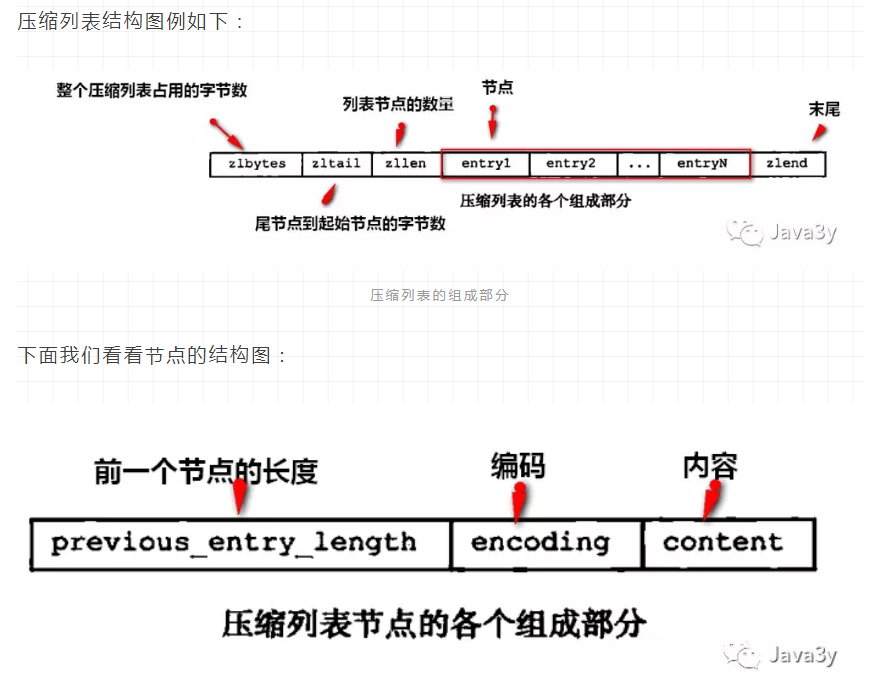 压缩列表结构图例如下：
整个压缩列表占用的字节数
列表节点的数量
节点
末尾
zlbytes zltail zllen entry1 entry2 ... entryN zlend
尾节点到起始节点的字节数
压缩列表的各个组成部分
Java3y
压缩列表的组成部分
下面我们看看节点的结构图：
前一个节点的长度
编码
内容
previous_entry_length encoding content
压缩列表节点的各个组成部分
Java3y